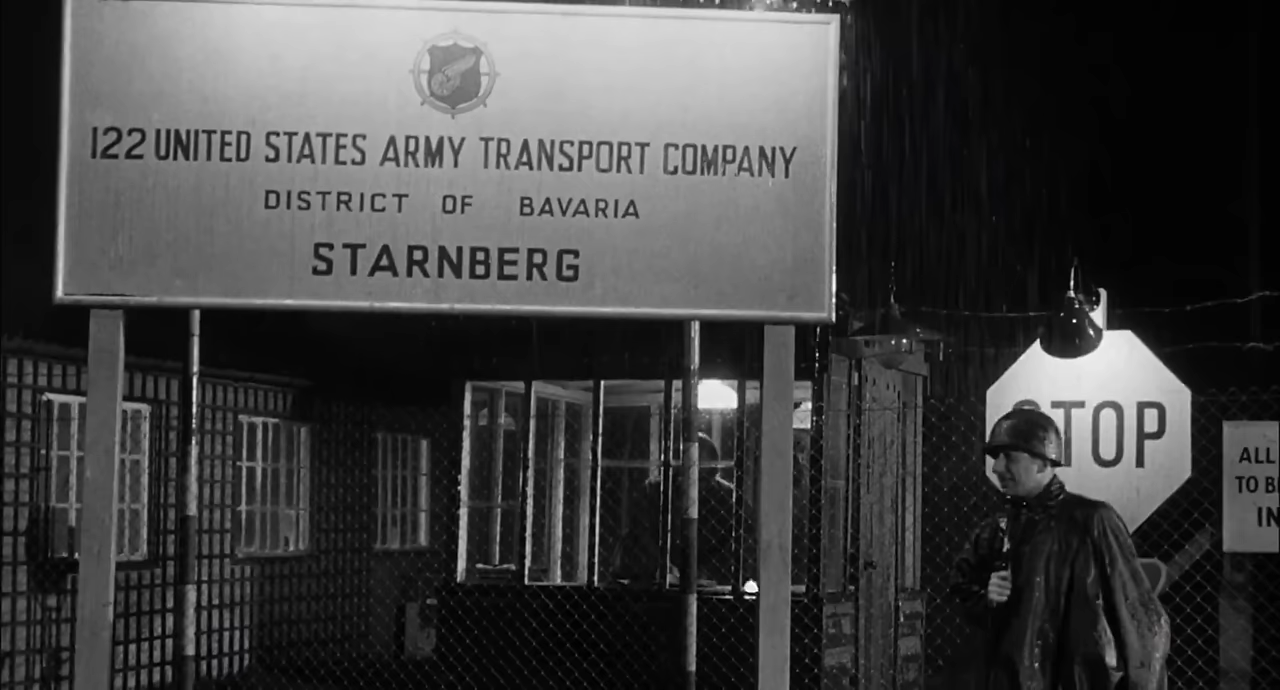 122 UNITED STATES ARMY TRANSPORT COMPANY
DISTRICT OF BAVARIA
STARNBERG
STOP
ALL
TO
IN